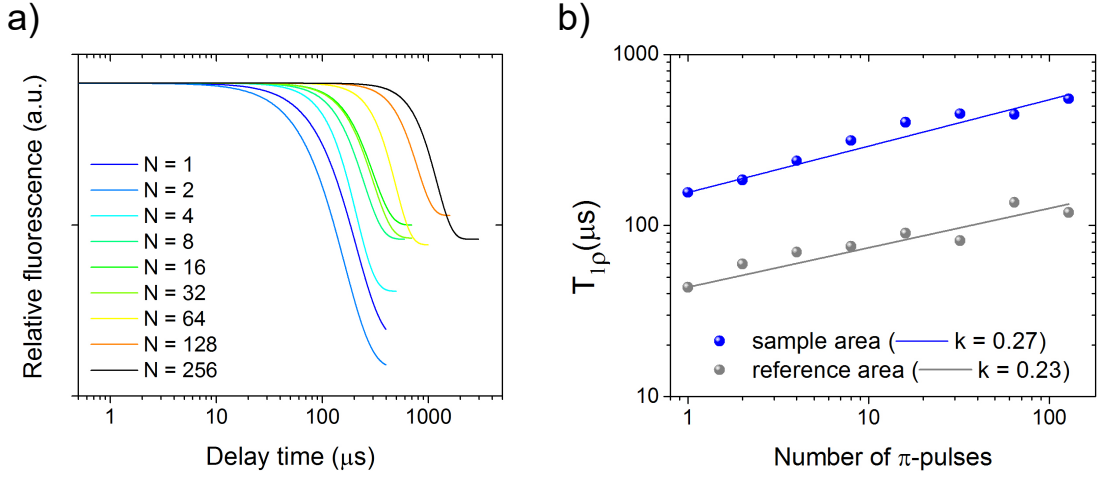 a)
Relative fluorescence (a.u.)
N = 1
N = 2
N = 4
N = 8
N = 16
N = 32
N = 64
N = 128
N = 256
1
10
100
1000
Delay time (μs)
b)
T1ρ(μs)
1000
100
10
sample area ( k = 0.27)
reference area ( k = 0.23)
1
10
100
Number of π-pulses